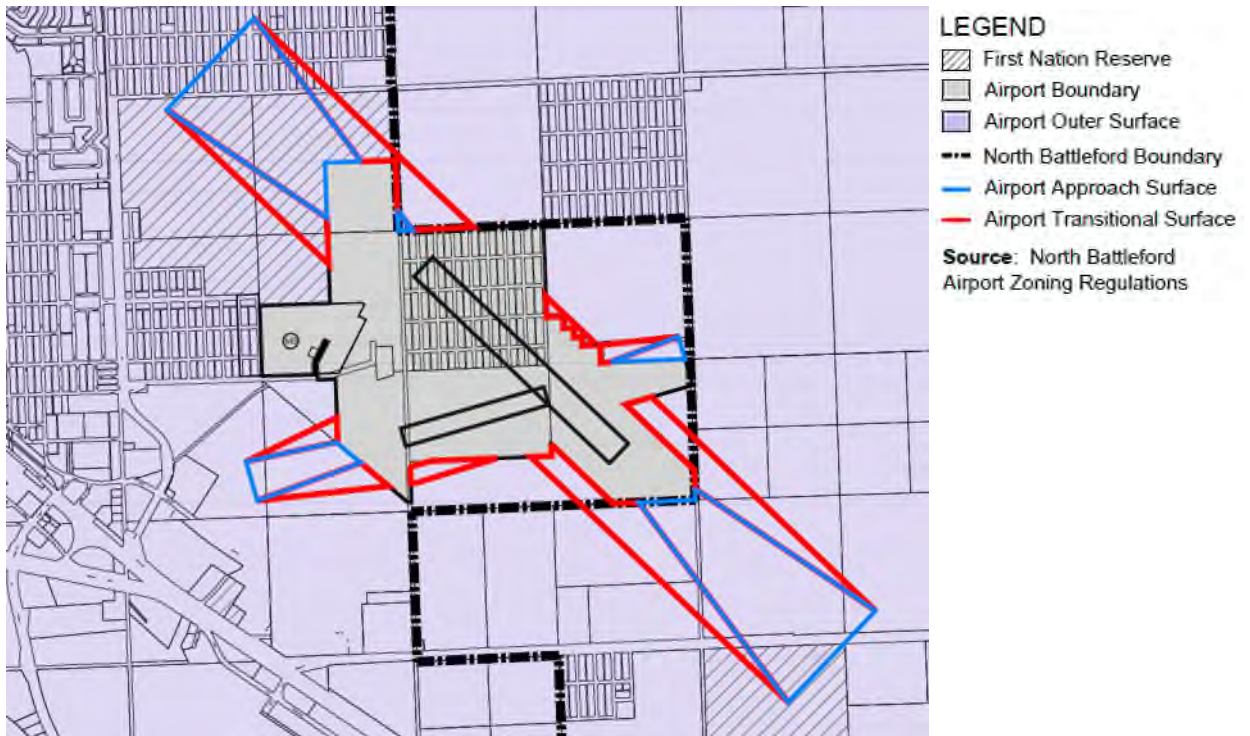 LEGEND
First Nation Reserve
Airport Boundary
Airport Outer Surface
North Battleford Boundary
Airport Approach Surface
Airport Transitional Surface
Source: North Battleford
Airport Zoning Regulations